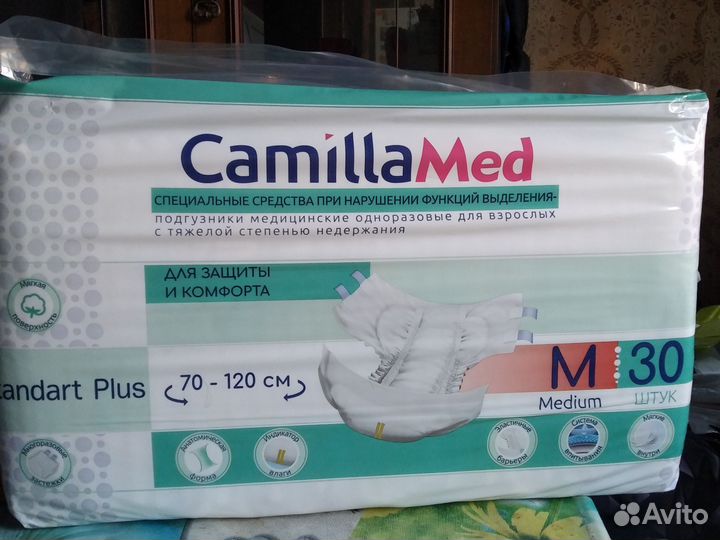 CamillaMed
СПЕЦИАЛЬНЫЕ СРЕДСТВА ПРИ НАРУШЕНИИ ФУНКЦИЙ ВЫДЕЛЕНИЯ-
ПОДГУЗНИКИ МЕДИЦИНСКИЕ ОДНОРАЗОВЫЕ ДЛЯ ВЗРОСЛЫХ
С ТЯЖЕЛОЙ СТЕПЕНЬЮ НЕДЕРЖАНИЯ
ДЛЯ ЗАЩИТЫ
И КОМФОРТА
Мягкая
поверхность
tandart Plus
70 - 120 см
M
Medium
30
ШТУК
Многоразовые
застежки
Анатомическая
форма
Индикатор
влаги
Эластичные
барьеры
Система
впитывания
Мягкие
внутри
Avito